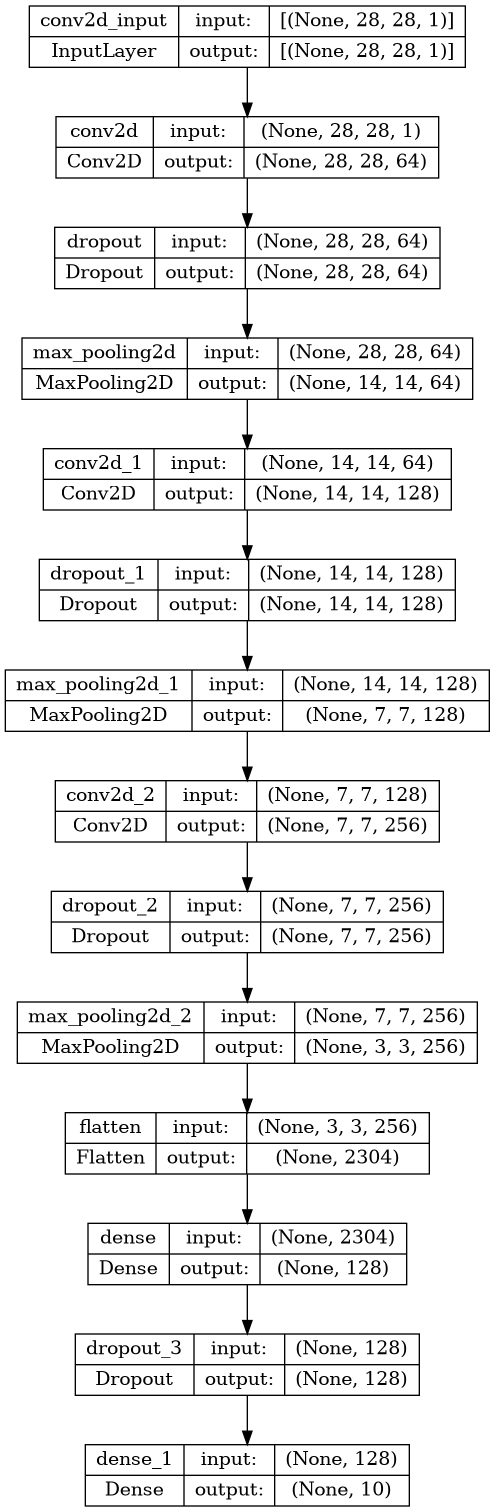 conv2d_input input: [(None, 28, 28, 1)]
InputLayer output: [(None, 28, 28, 1)]
conv2d input: (None, 28, 28, 1)
Conv2D output: (None, 28, 28, 64)
dropout input: (None, 28, 28, 64)
Dropout output: (None, 28, 28, 64)
max_pooling2d input: (None, 28, 28, 64)
MaxPooling2D output: (None, 14, 14, 64)
conv2d_1 input: (None, 14, 14, 64)
Conv2D output: (None, 14, 14, 128)
dropout_1 input: (None, 14, 14, 128)
Dropout output: (None, 14, 14, 128)
max_pooling2d_1 input: (None, 14, 14, 128)
MaxPooling2D output: (None, 7, 7, 128)
conv2d_2 input: (None, 7, 7, 128)
Conv2D output: (None, 7, 7, 256)
dropout_2 input: (None, 7, 7, 256)
Dropout output: (None, 7, 7, 256)
max_pooling2d_2 input: (None, 7, 7, 256)
MaxPooling2D output: (None, 3, 3, 256)
flatten input: (None, 3, 3, 256)
Flatten output: (None, 2304)
dense input: (None, 2304)
Dense output: (None, 128)
dropout_3 input: (None, 128)
Dropout output: (None, 128)
dense_1 input: (None, 128)
Dense output: (None, 10)